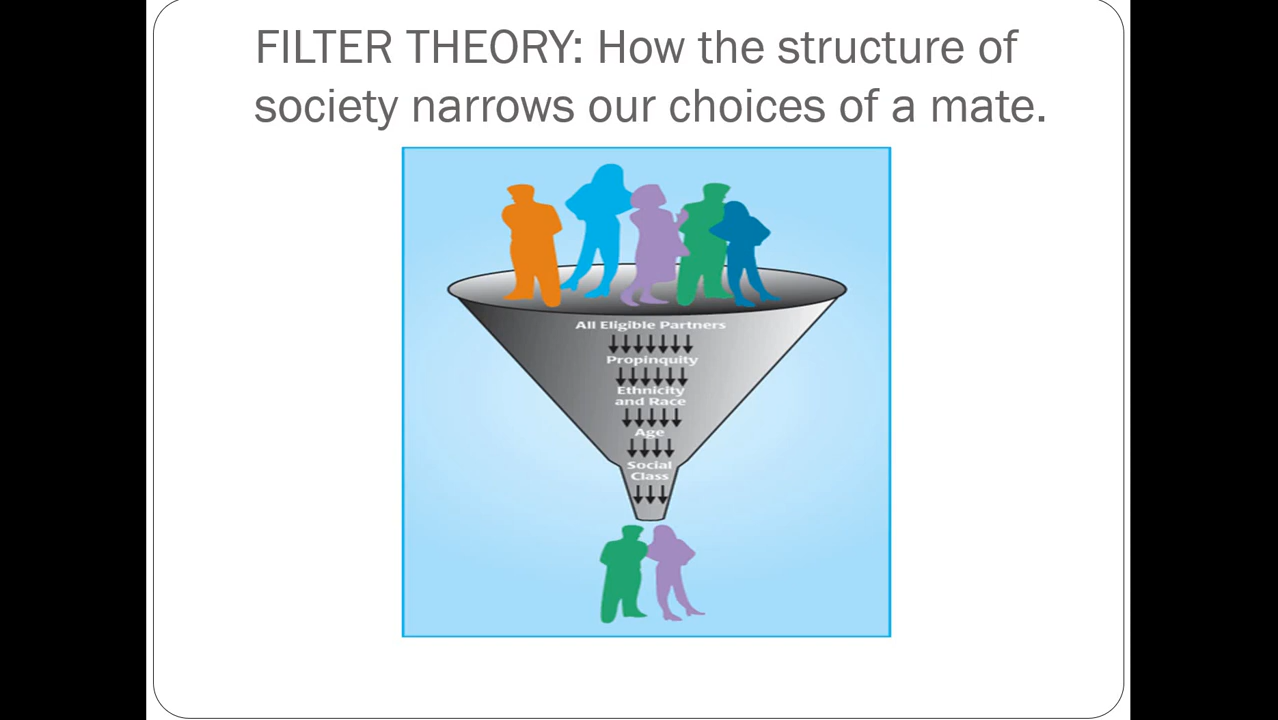 FILTER THEORY: How the structure of
society narrows our choices of a mate.
All Eligible Partners
Propinquity
Ethnicity
and Race
Age
Social
Class